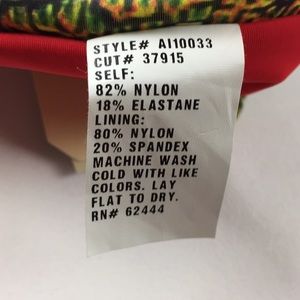 STYLE# AI10033
CUT# 37915
SELF:
82% NYLON
18% ELASTANE
LINING:
80% NYLON
20% SPANDEX
MACHINE WASH
COLD WITH LIKE
COLORS. LAY
FLAT TO DRY.
RN# 62444